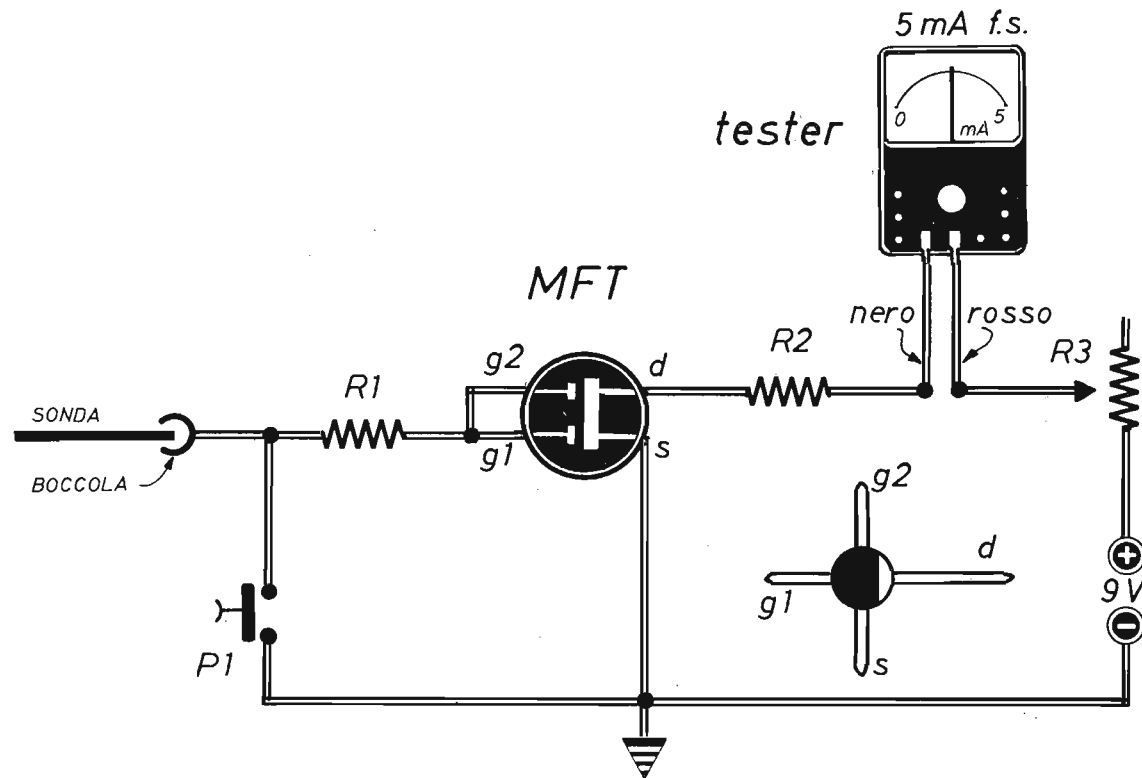 5 mA f.s.
tester
0 5
mA
MFT
nero rosso
R3
R2
g2 d
R1
SONDA
g1 s
BOCCOLA
g2
d
g1
9V
s
P1